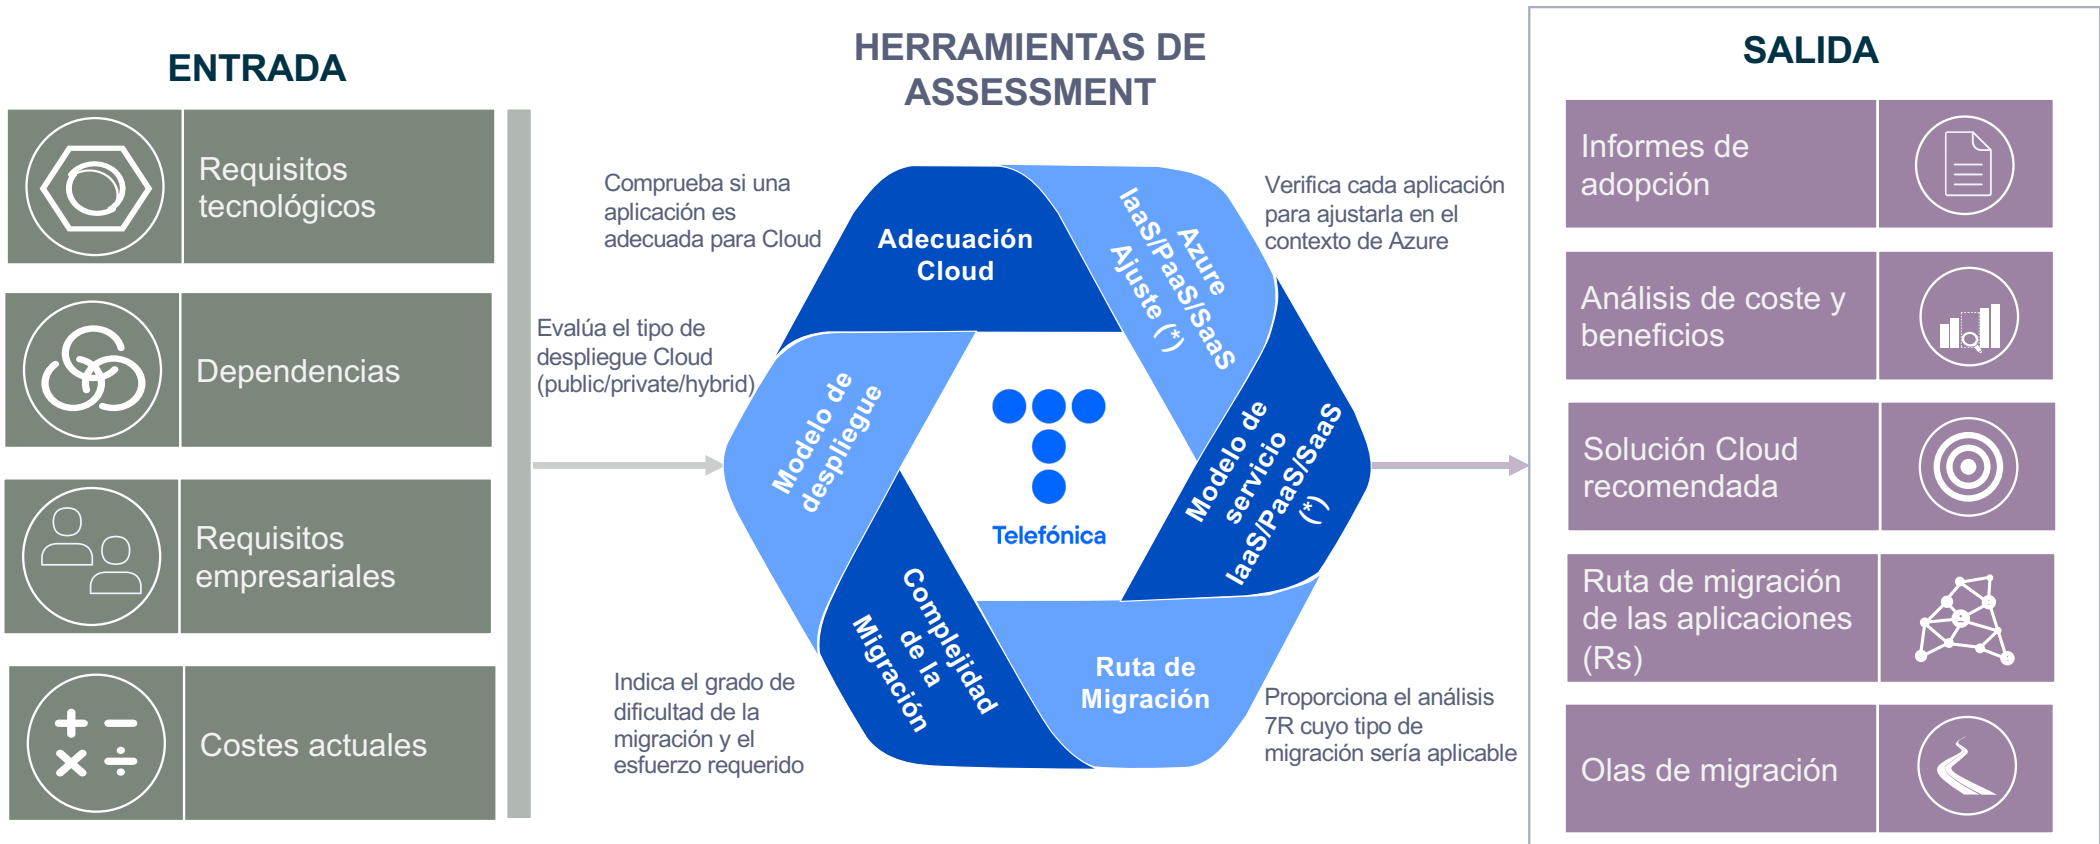 ENTRADA
Requisitos
tecnológicos
Dependencias
Requisitos
empresariales
Costes actuales
HERRAMIENTAS DE
ASSESSMENT
Comprueba si una
aplicación es
adecuada para Cloud
Evalúa el tipo de
despliegue Cloud
(public/private/hybrid)
Indica el grado de
dificultad de la
migración y el
esfuerzo requerido
Adecuación
Cloud
Azure
IaaS/PaaS/SaaS
Ajuste (*)
Modelo de
servicio
IaaS/PaaS/SaaS
(*)
Ruta de
Migración
Complejidad
de la
Migración
Modelo de
despliegue
Telefónica
Verifica cada aplicación
para ajustarla en el
contexto de Azure
Proporciona el análisis
7R cuyo tipo de
migración sería aplicable
SALIDA
Informes de
adopción
Análisis de coste y
beneficios
Solución Cloud
recomendada
Ruta de migración
de las aplicaciones
(Rs)
Olas de migración